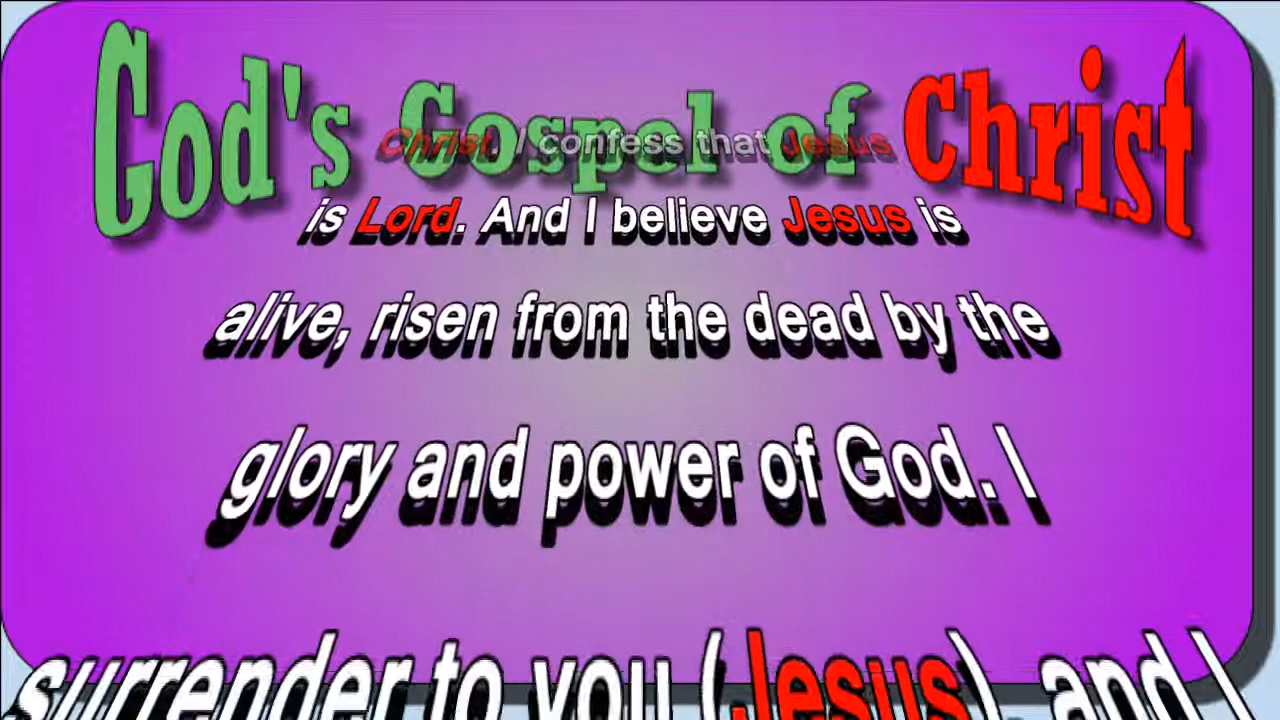 God's Gospel of Christ
Christ. I confess that Jesus
is Lord. And I believe Jesus is
alive, risen from the dead by the
glory and power of God. I
surrender to you (Jesus), and I